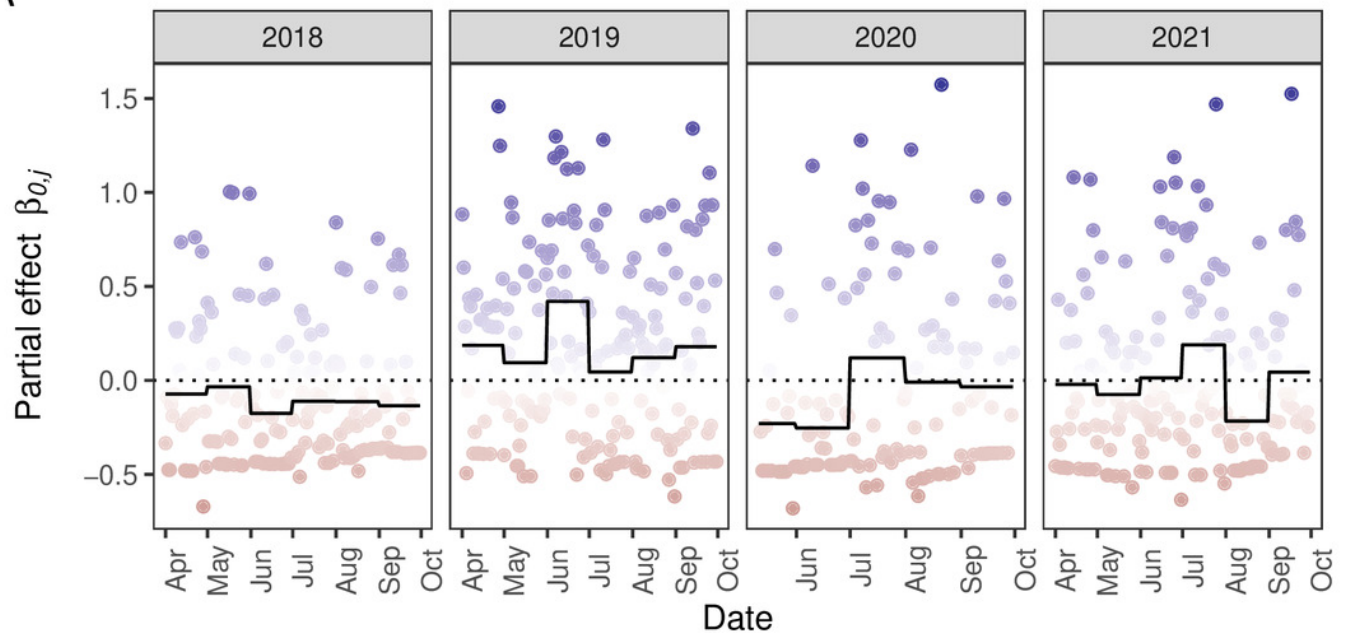 2018 2019 2020 2021
Partial effect β0,j
1.5
1.0
0.5
0.0
−0.5
Apr May Jun Jul Aug Sep Oct Apr May Jun Jul Aug Sep Oct Jun Jul Aug Sep Oct Apr May Jun Jul Aug Sep Oct
Date